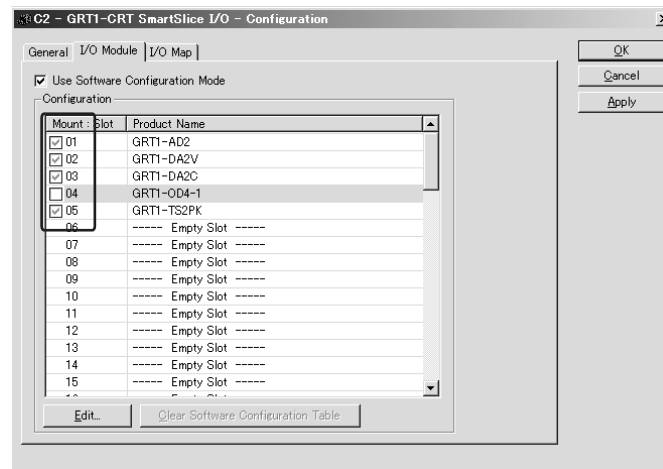 C2 - GRT1-CRT SmartSlice I/O - Configuration
General I/O Module I/O Map
Use Software Configuration Mode
Configuration
Mount : Slot Product Name
01 GRT1-AD2
02 GRT1-DA2V
03 GRT1-DA2C
04 GRT1-OD4-1
05 GRT1-TS2PK
06 ----- Empty Slot -----
07 ----- Empty Slot -----
08 ----- Empty Slot -----
09 ----- Empty Slot -----
10 ----- Empty Slot -----
11 ----- Empty Slot -----
12 ----- Empty Slot -----
13 ----- Empty Slot -----
14 ----- Empty Slot -----
15 ----- Empty Slot -----
Edit... Clear Software Configuration Table
OK
Cancel
Apply